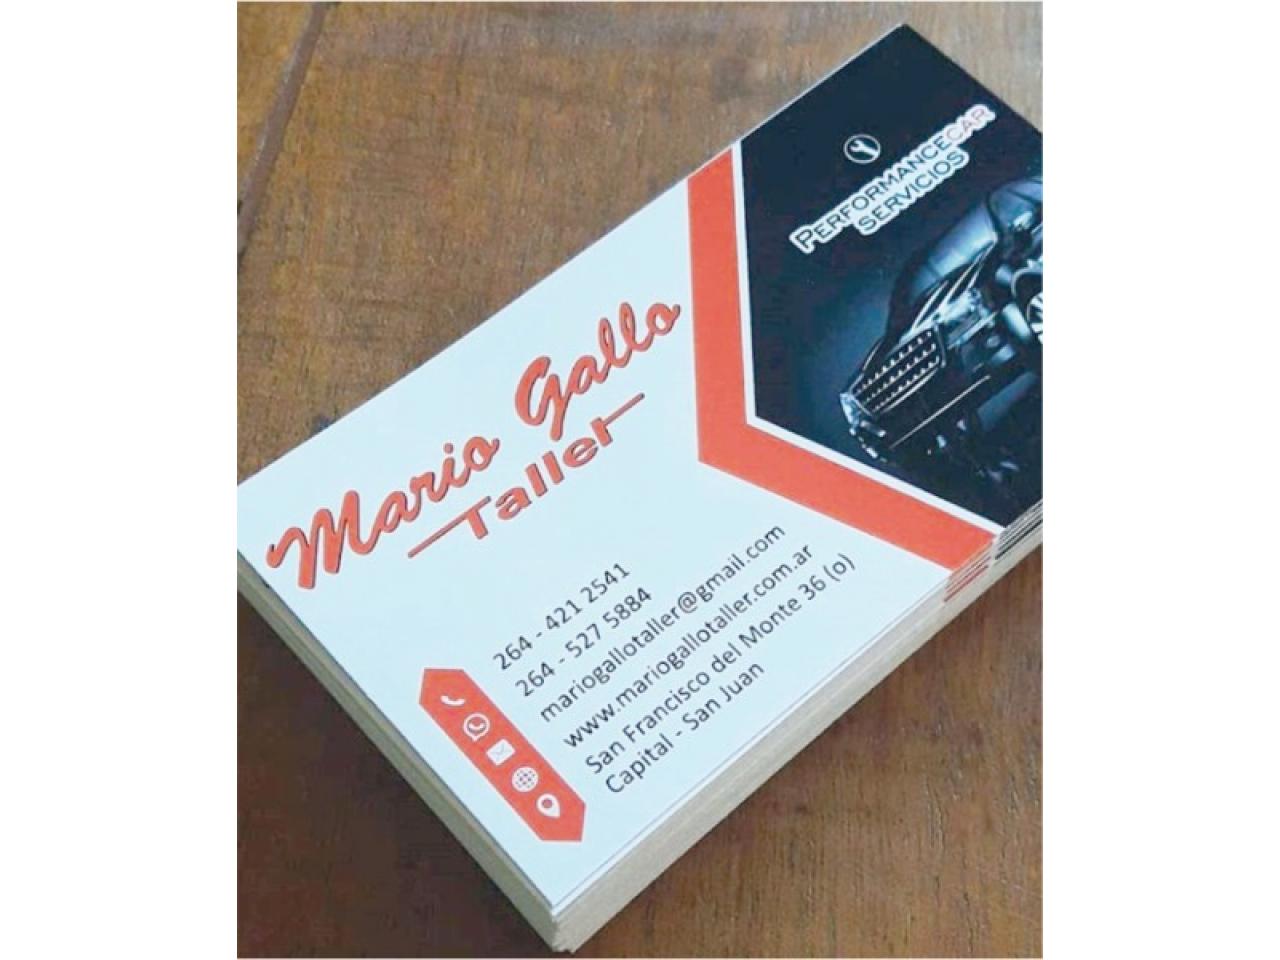 PERFORMANCECAR
SERVICIOS
Mario Gallo
Taller
264 - 421 2541
264 - 527 5884
mariogallotaller@gmail.com
www.mariogallotaller.com.ar
San Francisco del Monte 36 (o)
Capital - San Juan